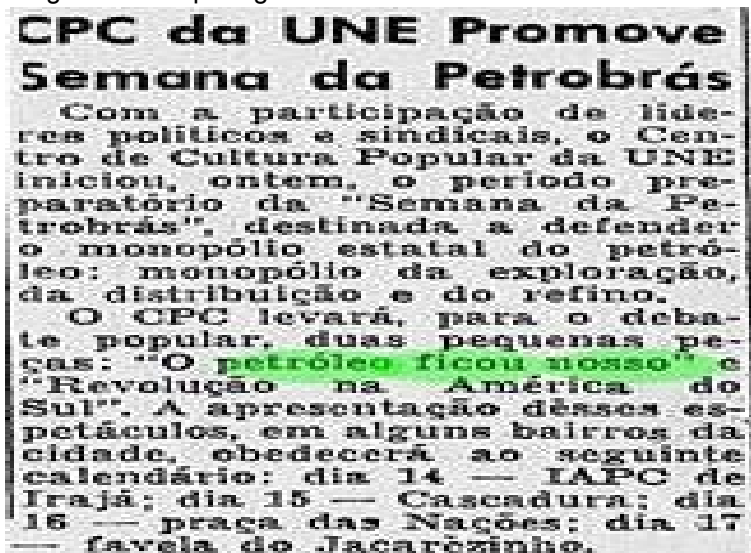 CPC da UNE Promove
Semana da Petrobrás
Com a participação de líde-
res políticos e sindicais, o Cen-
tro de Cultura Popular da UNE
iniciou, ontem, o período pre-
paratório da "Semana da Pe-
trobrás", destinada a defender
o monopólio estatal do petró-
leo: monopólio da exploração,
da distribuição e do refino.
O CPC levará, para o deba-
te popular, duas pequenas pe-
ças: "O petróleo ficou nosso" e
"Revolução na América do
Sul". A apresentação dêsses es-
petáculos, em alguns bairros da
cidade, obedecerá ao seguinte
calendário: dia 14 — IAPC de
Irajá; dia 15 — Cascadura; dia
16 — praça das Nações; dia 17
— favela do Jacarèzinho.